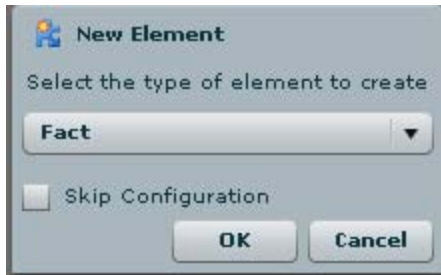 New Element
Select the type of element to create
Fact
Skip Configuration
OK Cancel